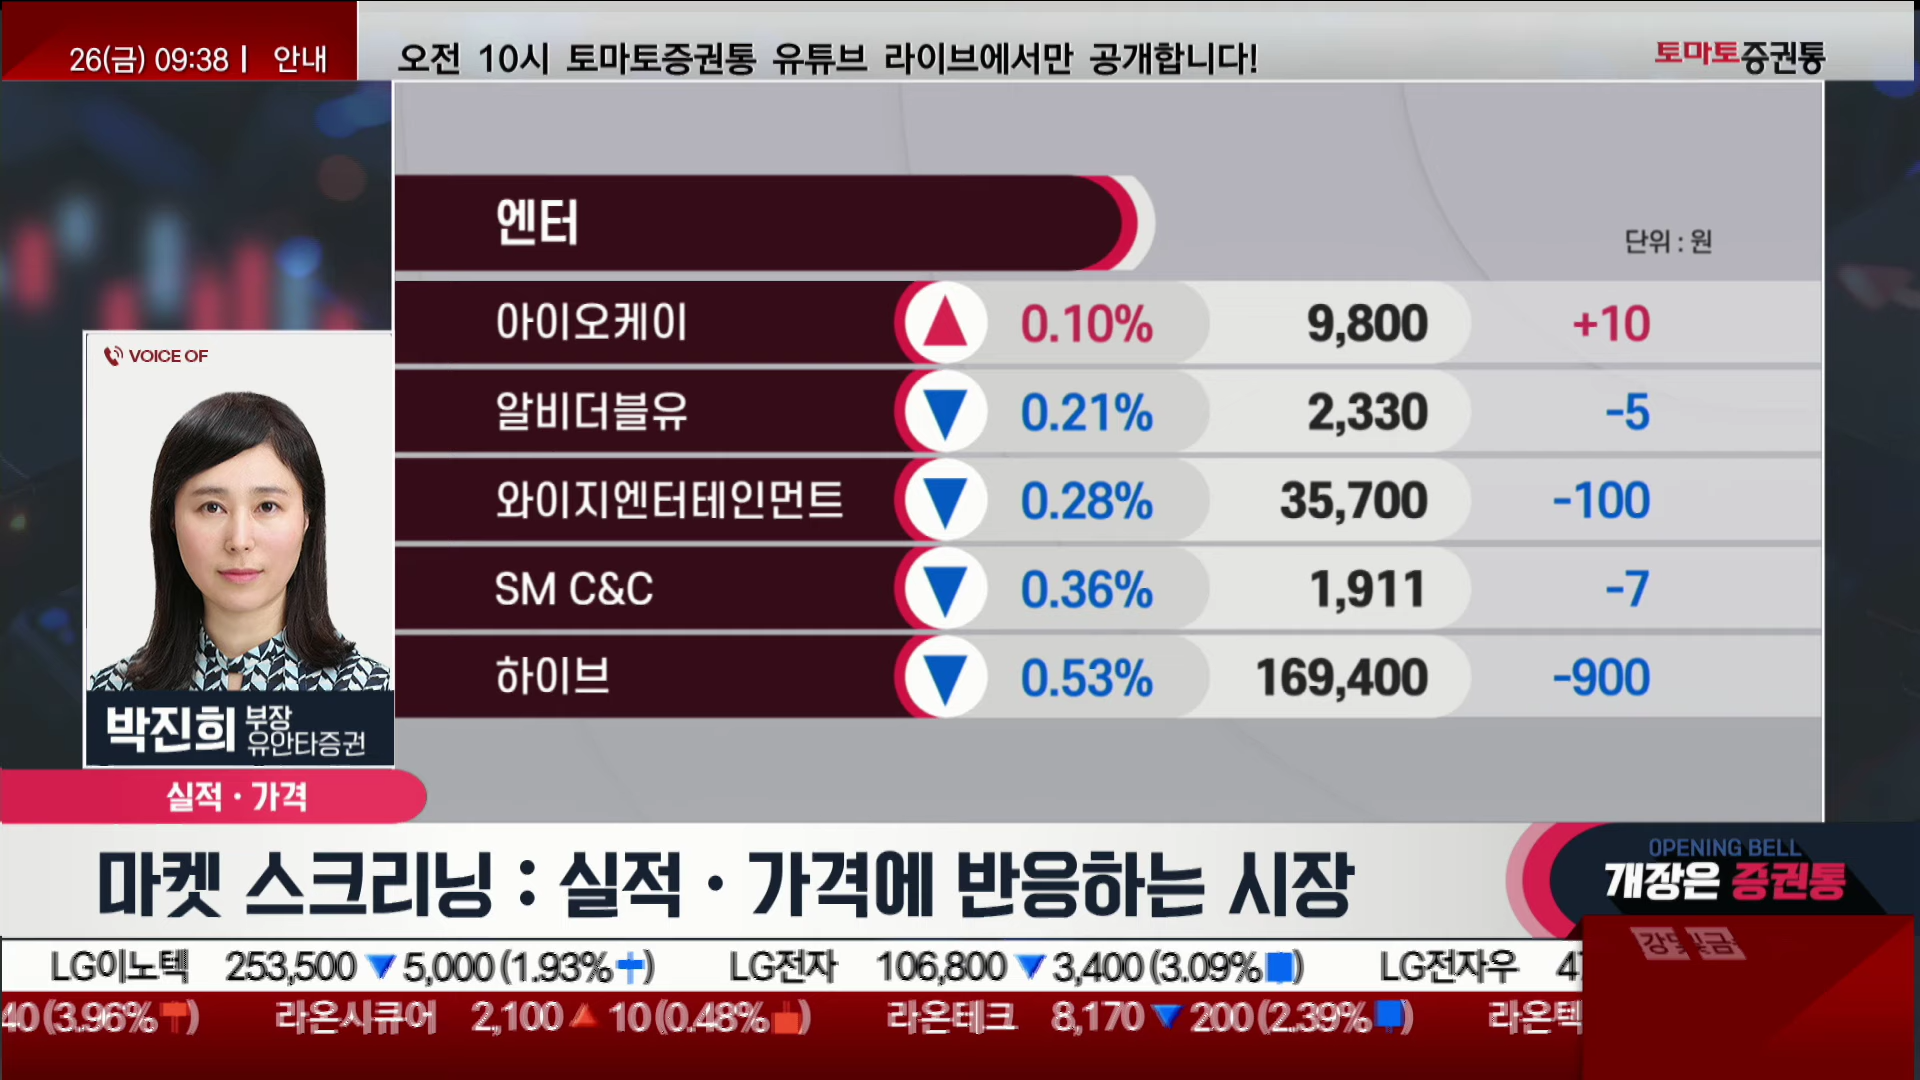 26(금) 09:38 | 안내
오전 10시 토마토증권통 유튜브 라이브에서만 공개합니다!
토마토증권통
엔터
단위 : 원
아이오케이 ▲ 0.10% 9,800 +10
알비더블유 ▼ 0.21% 2,330 -5
와이지엔터테인먼트 ▼ 0.28% 35,700 -100
SM C&C ▼ 0.36% 1,911 -7
하이브 ▼ 0.53% 169,400 -900
VOICE OF
박진희 부장
유안타증권
실적·가격
마켓 스크리닝 : 실적·가격에 반응하는 시장
OPENING BELL
개장은 증권통
LG이노텍 253,500 ▼ 5,000 (1.93%) LG전자 106,800 ▼ 3,400 (3.09%) LG전자우
40 (3.96%) 라온시큐어 2,100 ▲ 10 (0.48%) 라온테크 8,170 ▼ 200 (2.39%) 라온텍